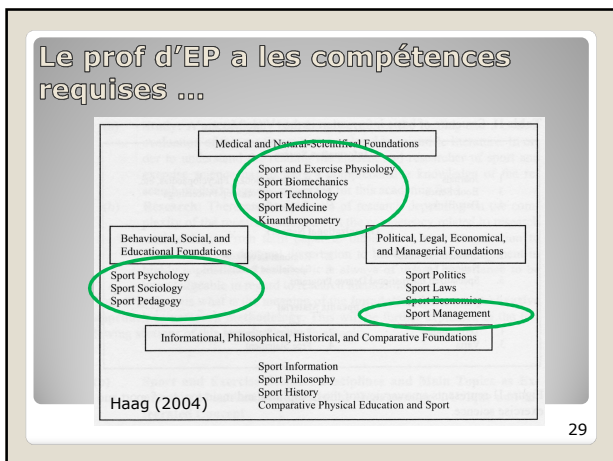 Le prof d'EP a les compétences
requises ...
Medical and Natural-Scientifical Foundations
Sport and Exercise Physiology
Sport Biomechanics
Sport Technology
Sport Medicine
Kinanthropometry
Behavioural, Social, and
Educational Foundations
Sport Psychology
Sport Sociology
Sport Pedagogy
Political, Legal, Economical,
and Managerial Foundations
Sport Politics
Sport Laws
Sport Economics
Sport Management
Informational, Philosophical, Historical, and Comparative Foundations
Sport Information
Sport Philosophy
Sport History
Comparative Physical Education and Sport
Haag (2004)
29